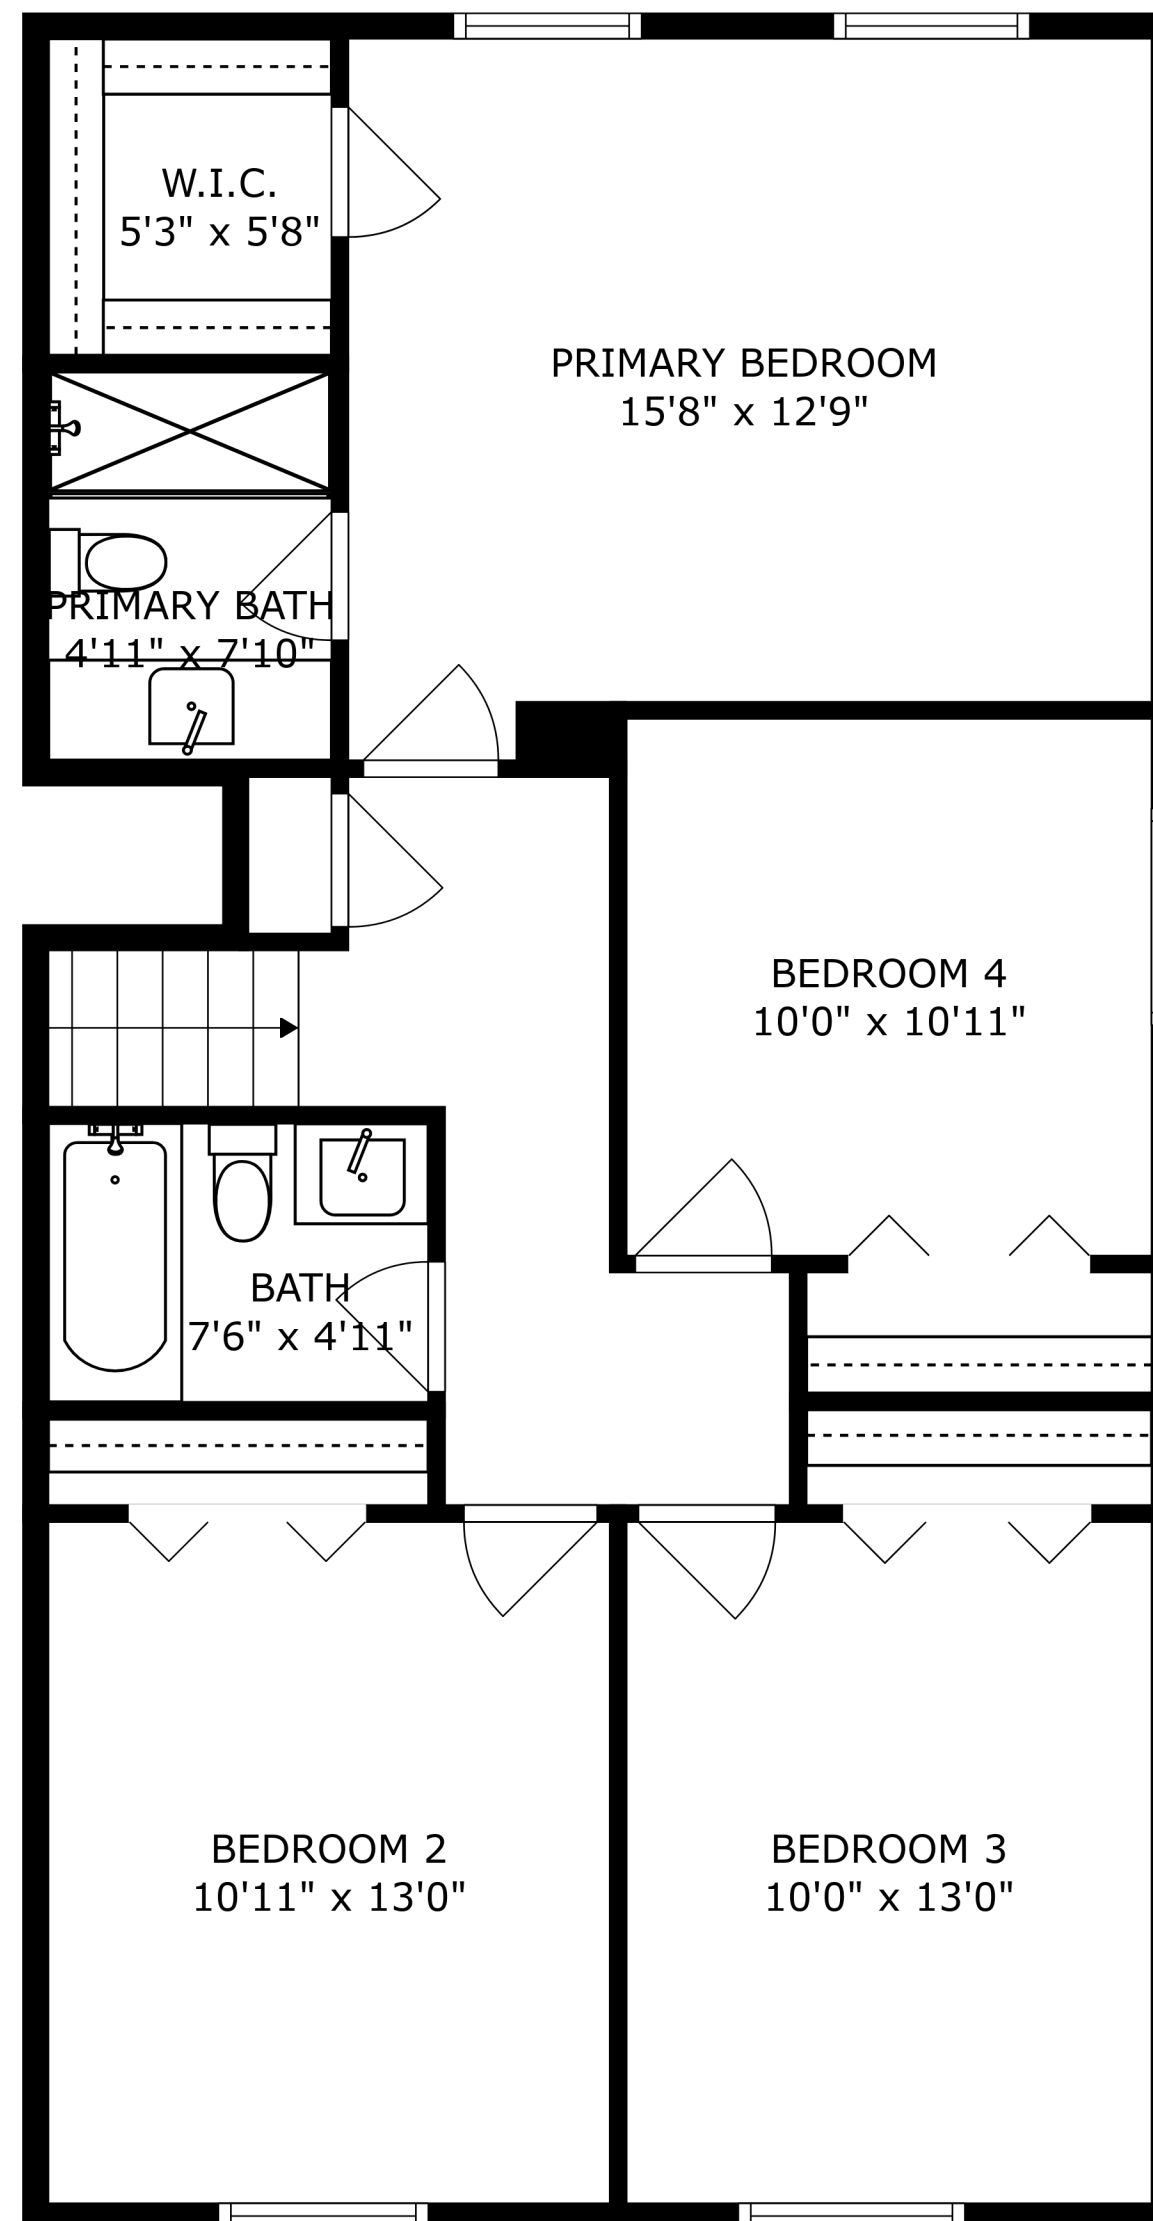 W.I.C.
5'3" x 5'8"
PRIMARY BEDROOM
15'8" x 12'9"
PRIMARY BATH
4'11" x 7'10"
BEDROOM 4
10'0" x 10'11"
BATH
7'6" x 4'11"
BEDROOM 2
10'11" x 13'0"
BEDROOM 3
10'0" x 13'0"